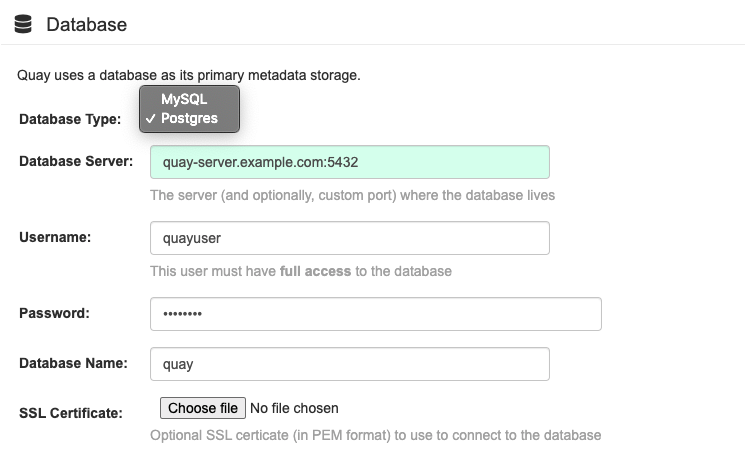 Database
Quay uses a database as its primary metadata storage.
MySQL
Database Type: ✓ Postgres
Database Server: quay-server.example.com:5432
The server (and optionally, custom port) where the database lives
Username: quayuser
This user must have full access to the database
Password: ••••••••
Database Name: quay
SSL Certificate: Choose file No file chosen
Optional SSL certicate (in PEM format) to use to connect to the database